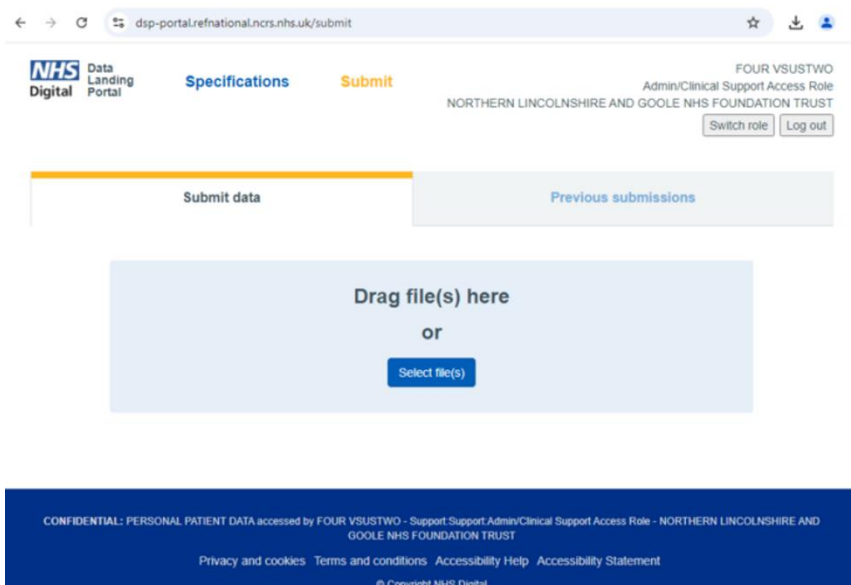 dsp-portal.refnational.ncrs.nhs.uk/submit
NHS
Digital
Data
Landing
Portal
Specifications
Submit
FOUR VSUSTWO
Admin/Clinical Support Access Role
NORTHERN LINCOLNSHIRE AND GOOLE NHS FOUNDATION TRUST
Switch role
Log out
Submit data
Previous submissions
Drag file(s) here
or
Select file(s)
CONFIDENTIAL: PERSONAL PATIENT DATA accessed by FOUR VSUSTWO - Support:Support:Admin/Clinical Support Access Role - NORTHERN LINCOLNSHIRE AND
GOOLE NHS FOUNDATION TRUST
Privacy and cookies Terms and conditions Accessibility Help Accessibility Statement
© Copyright NHS Digital